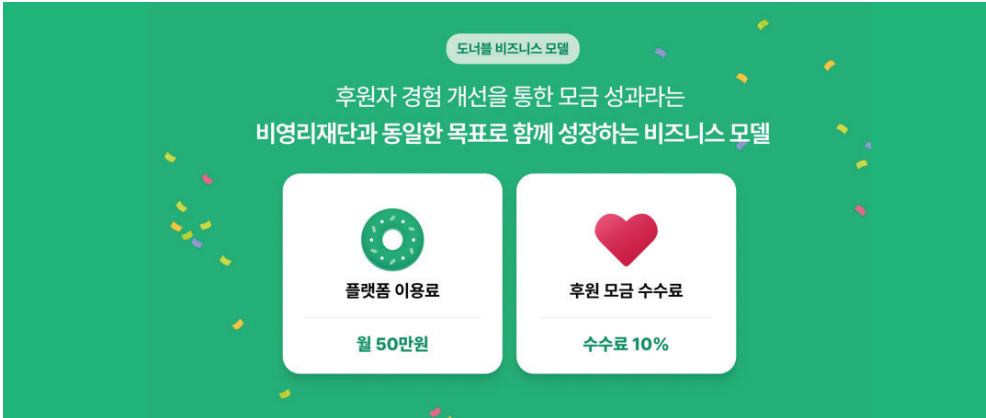 도너블 비즈니스 모델
후원자 경험 개선을 통한 모금 성과라는
비영리재단과 동일한 목표로 함께 성장하는 비즈니스 모델
플랫폼 이용료
월 50만원
후원 모금 수수료
수수료 10%